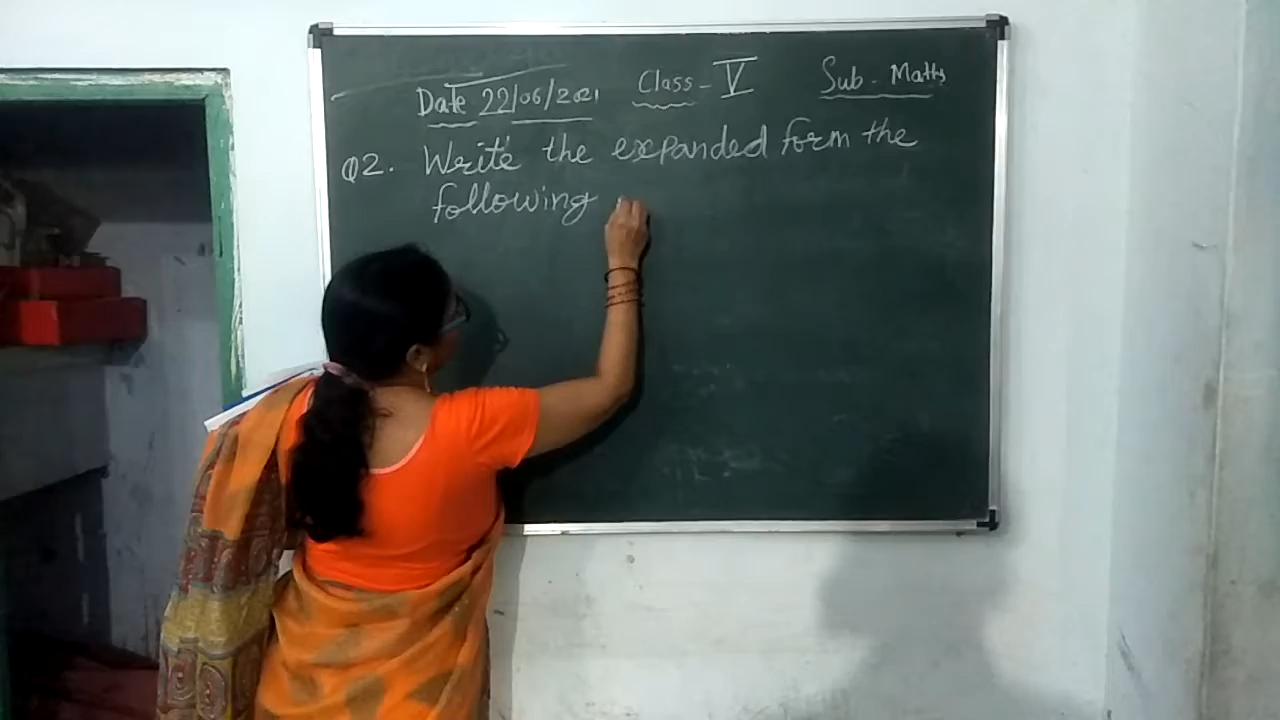 Date 22/06/2021 Class - V Sub - Maths
Q2. Write the expanded form the
following